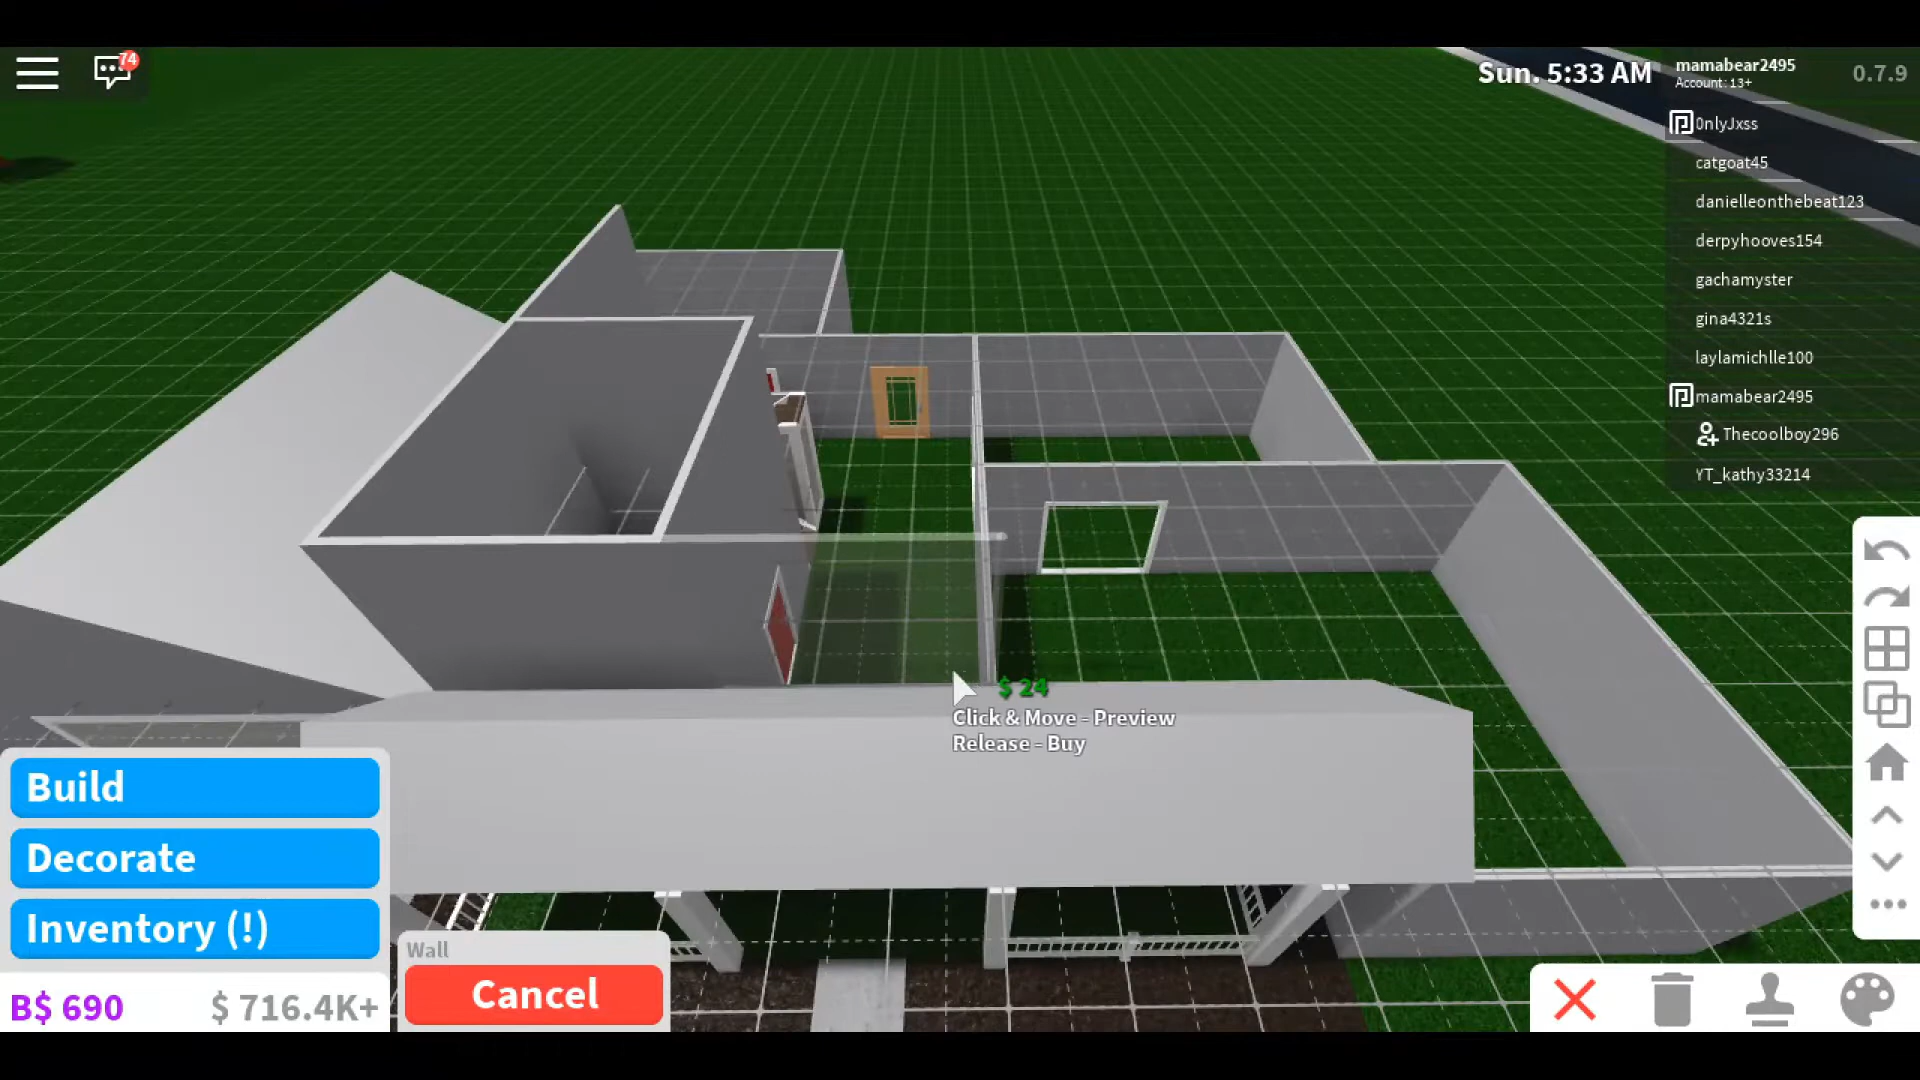 74
Sun. 5:33 AM
mamabear2495
Account: 13+
0.7.9
0nlyJxss
catgoat45
danielleonthebeat123
derpyhooves154
gachamyster
gina4321s
laylamichlle100
mamabear2495
Thecoolboy296
YT_kathy33214
$ 24
Click & Move - Preview
Release - Buy
Build
Decorate
Inventory (!)
B$ 690
$ 716.4K+
Wall
Cancel